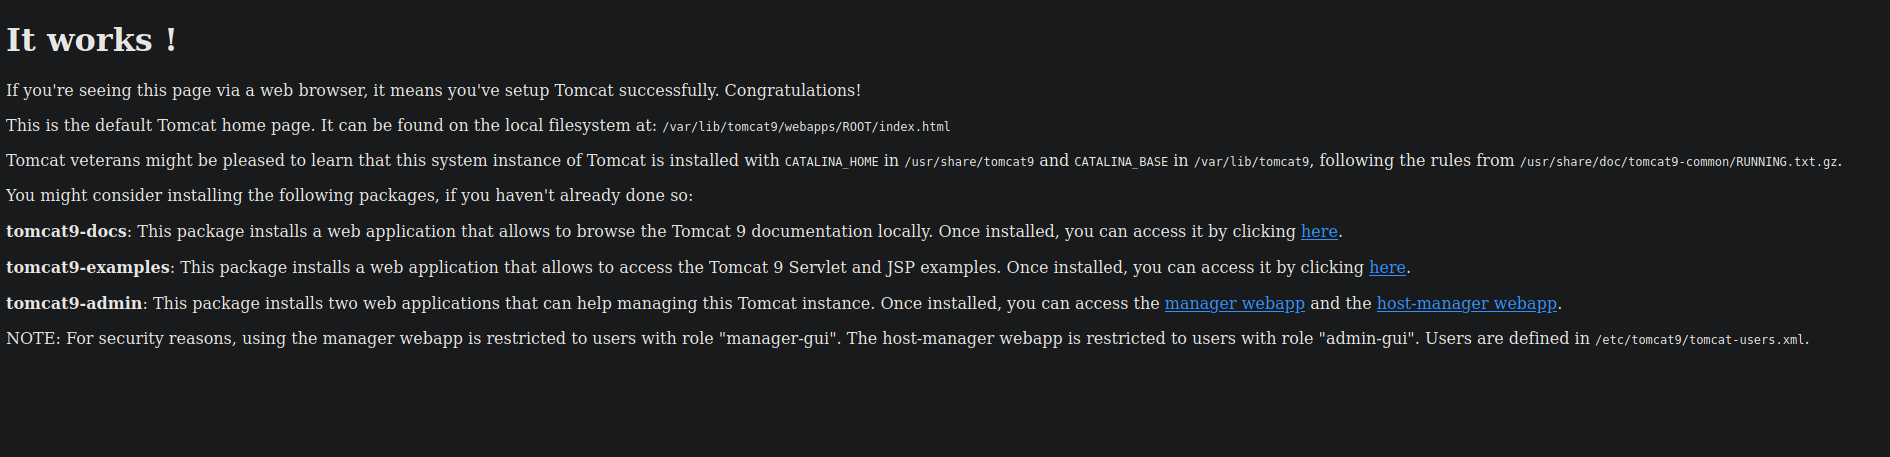 It works !
If you're seeing this page via a web browser, it means you've setup Tomcat successfully. Congratulations!
This is the default Tomcat home page. It can be found on the local filesystem at: /var/lib/tomcat9/webapps/ROOT/index.html
Tomcat veterans might be pleased to learn that this system instance of Tomcat is installed with CATALINA_HOME in /usr/share/tomcat9 and CATALINA_BASE in /var/lib/tomcat9, following the rules from /usr/share/doc/tomcat9-common/RUNNING.txt.gz.
You might consider installing the following packages, if you haven't already done so:
tomcat9-docs: This package installs a web application that allows to browse the Tomcat 9 documentation locally. Once installed, you can access it by clicking here.
tomcat9-examples: This package installs a web application that allows to access the Tomcat 9 Servlet and JSP examples. Once installed, you can access it by clicking here.
tomcat9-admin: This package installs two web applications that can help managing this Tomcat instance. Once installed, you can access the manager webapp and the host-manager webapp.
NOTE: For security reasons, using the manager webapp is restricted to users with role "manager-gui". The host-manager webapp is restricted to users with role "admin-gui". Users are defined in /etc/tomcat9/tomcat-users.xml.